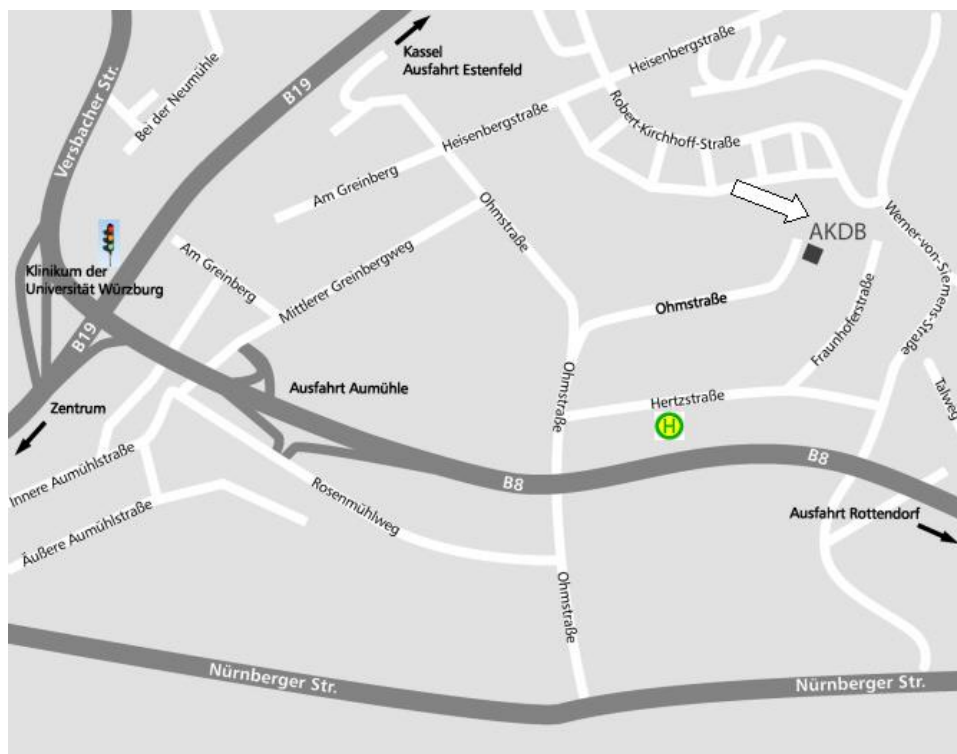 Kassel
Ausfahrt Estenfeld
Heisenbergstraße
Versbacher Str.
Bei der Neumühle
B19
Heisenbergstraße
Robert-Kirchhoff-Straße
Am Greinberg
Ohmstraße
AKDB
Werner-von-Siemens-Straße
Klinikum der
Universität Würzburg
Am Greinberg
Mittlerer Greinbergweg
Ohmstraße
Fraunhoferstraße
B19
Ausfahrt Aumühle
Ohmstraße
Hertzstraße
Talweg
Zentrum
H
Innere Aumühlstraße
B8
B8
Rosenmühlweg
Ausfahrt Rottendorf
Äußere Aumühlstraße
Ohmstraße
Nürnberger Str.
Nürnberger Str.